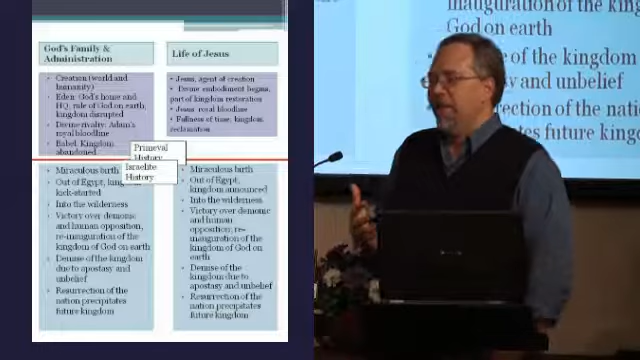 God's Family &
Administration
Creation (world and
humanity)
Eden: God's home and
HQ, rule of God on earth,
kingdom disrupted
Divine rivalry: Adam's
royal bloodline
Babel: Kingdom
abandoned
Primeval
History
Israelite
History
Miraculous birth
Out of Egypt,
kick-started
Into the wilderness
Victory over demonic
and human opposition,
re-inauguration of the
kingdom of God on earth
Demise of the kingdom
due to apostasy and
unbelief
Resurrection of the
nation precipitates
future kingdom
Life of Jesus
Jesus, agent of creation
Divine embodiment begins,
part of kingdom restoration
Jesus' royal bloodline
Fullness of time, kingdom
reclamation
Miraculous birth
Out of Egypt,
kingdom announced
Into the wilderness
Victory over demonic
and human
opposition; re-
inauguration of the
kingdom of God on
earth
Demise of the
kingdom due to
apostasy and unbelief
Resurrection of the
nation precipitates
future kingdom
inauguration of the k
God on earth
e of the kingdom
sy and unbelief
rection of the nati
tates future kingd